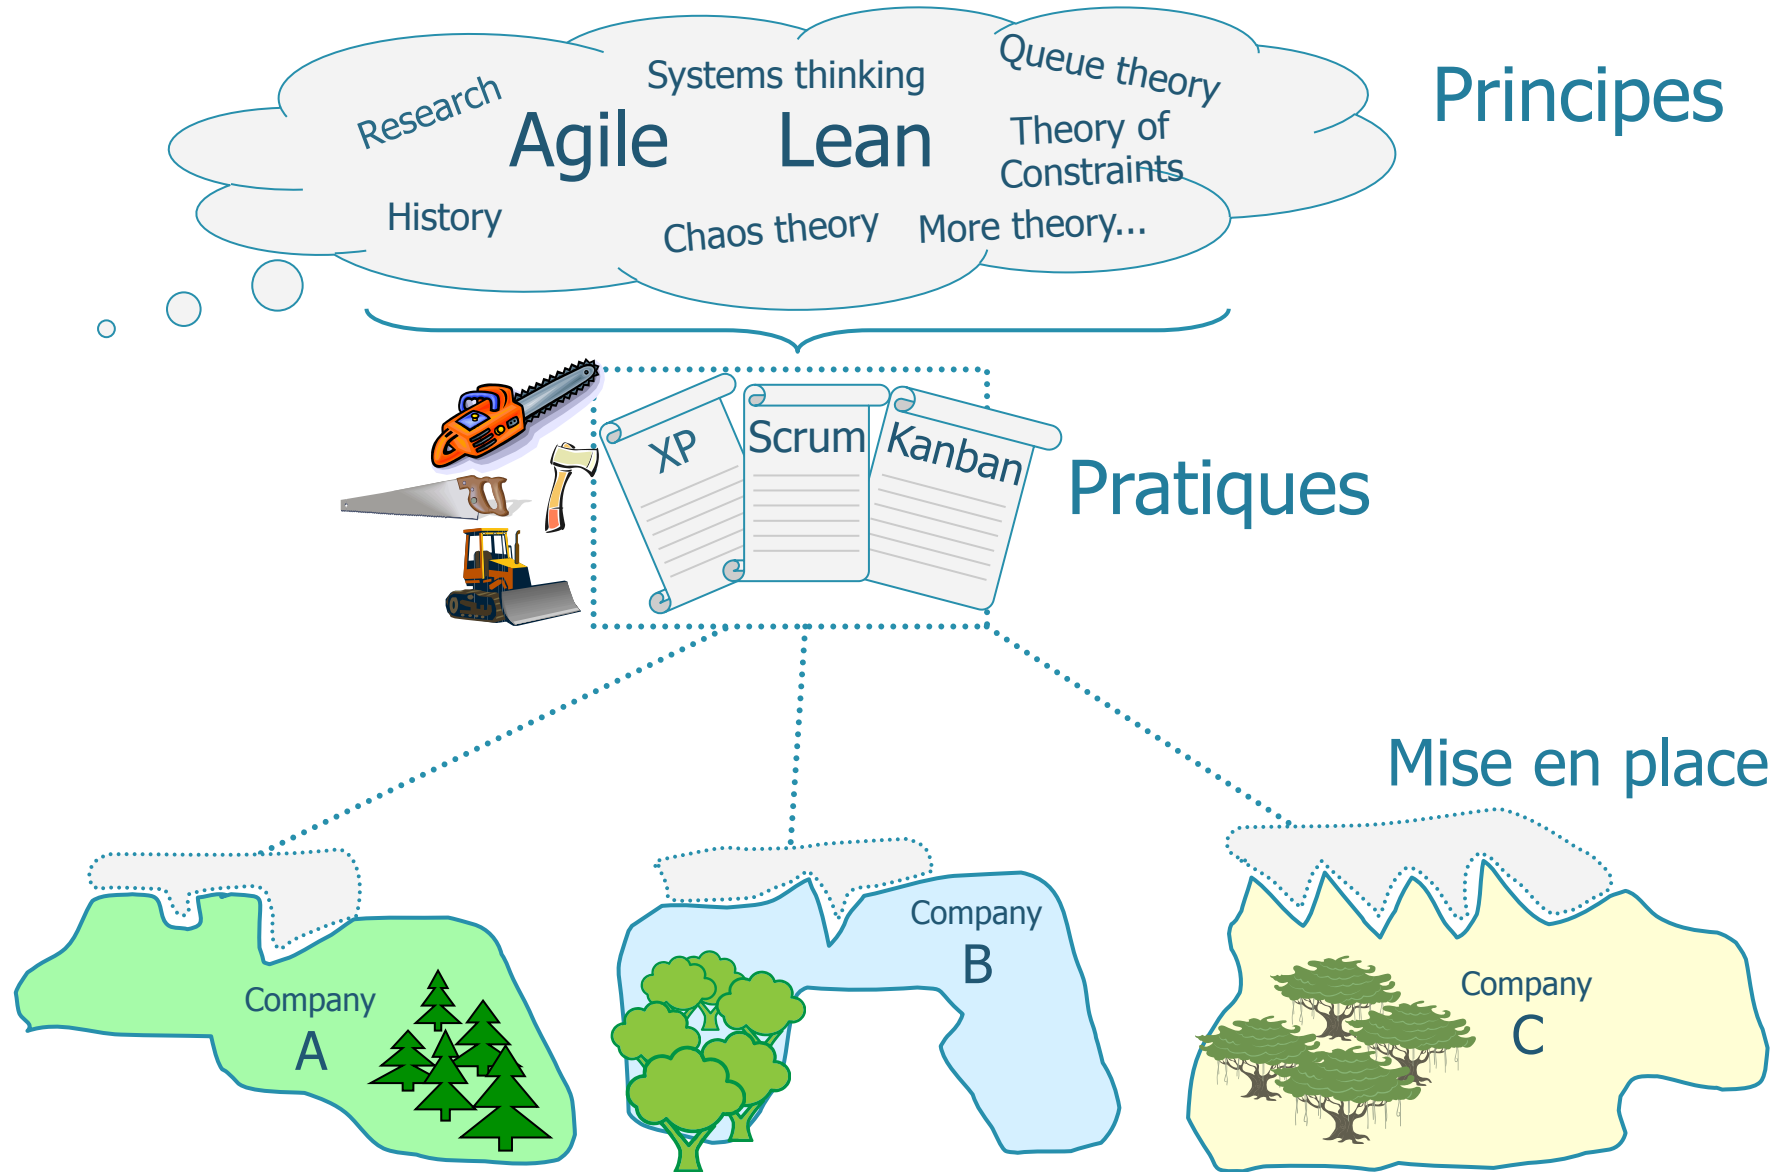 Principes
Research
Systems thinking
Queue theory
Agile
Lean
Theory of
Constraints
History
Chaos theory
More theory...
XP
Scrum
Kanban
Pratiques
Mise en place
Company
A
Company
B
Company
C